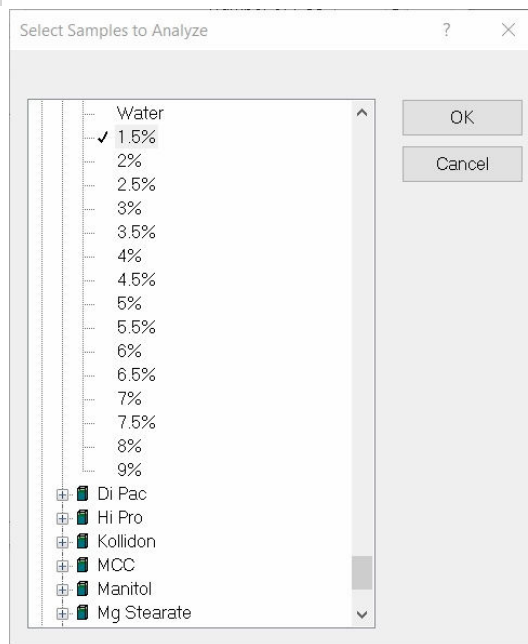 Select Samples to Analyze
?
Water
1.5%
2%
2.5%
3%
3.5%
4%
4.5%
5%
5.5%
6%
6.5%
7%
7.5%
8%
9%
Di Pac
Hi Pro
Kollidon
MCC
Manitol
Mg Stearate
OK
Cancel